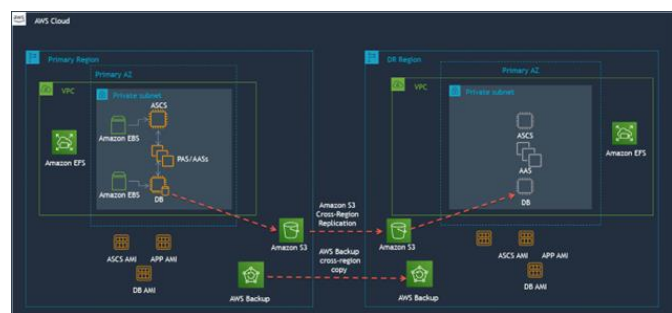 AWS Cloud
Primary Region
Primary AZ
VPC
Private subnet
ASCS
Amazon EBS
PAS/AASs
Amazon EFS
Amazon EBS
DB
ASCS AMI
APP AMI
DB AMI
Amazon S3
AWS Backup
Amazon S3
Cross-Region
Replication
AWS Backup
cross-region
copy
DR Region
Primary AZ
VPC
Private subnet
ASCS
AAS
DB
Amazon EFS
Amazon S3
AWS Backup
ASCS AMI
APP AMI
DB AMI